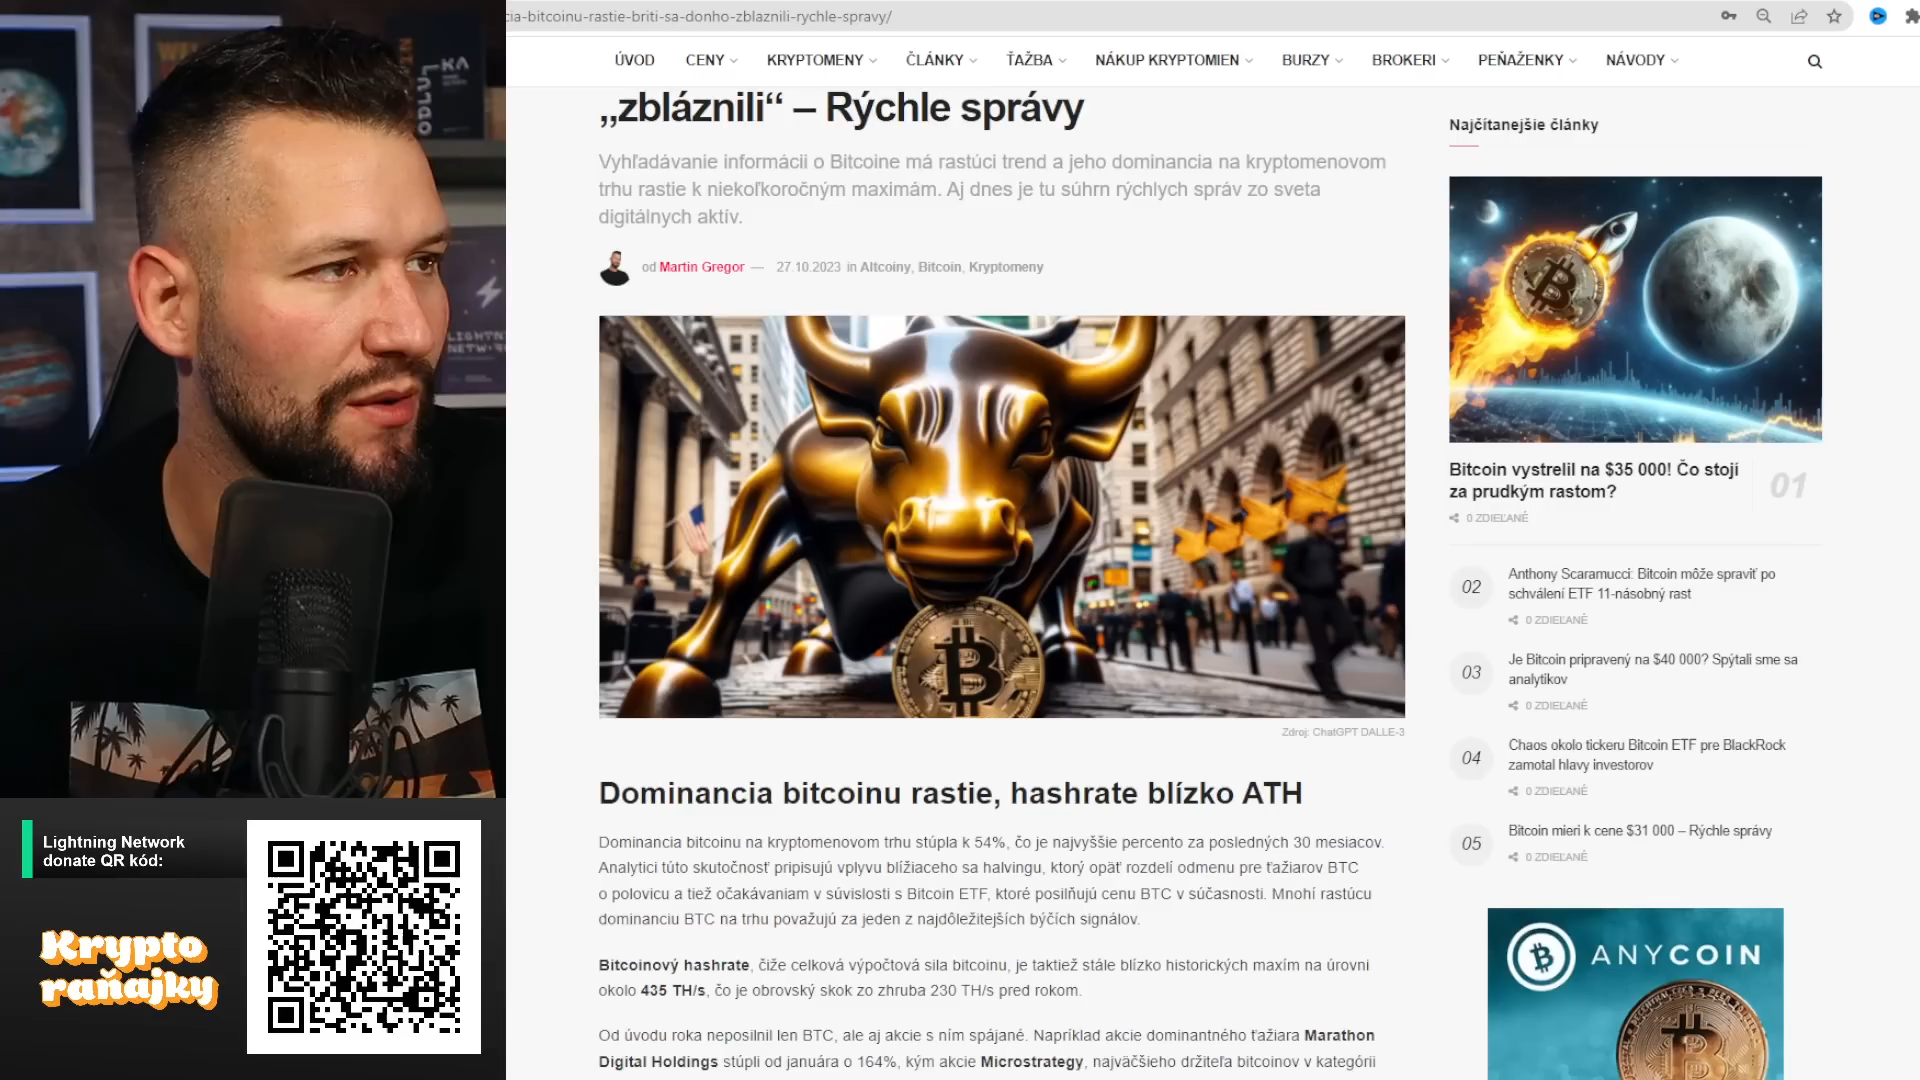 cia-bitcoinu-rastie-briti-sa-donho-zblaznili-rychle-spravy/
ÚVOD CENY KRYPTOMENY ČLÁNKY ŤAŽBA NÁKUP KRYPTOMIEN BURZY BROKERI PEŇAŽENKY NÁVODY
„zbláznili“ – Rýchle správy
Vyhľadávanie informácii o Bitcoine má rastúci trend a jeho dominancia na kryptomenovom
trhu rastie k niekoľkoročným maximám. Aj dnes je tu súhrn rýchlych správ zo sveta
digitálnych aktív.
od Martin Gregor — 27.10.2023 in Altcoiny, Bitcoin, Kryptomeny
Zdroj: ChatGPT DALLE-3
Dominancia bitcoinu rastie, hashrate blízko ATH
Dominancia bitcoinu na kryptomenovom trhu stúpla k 54%, čo je najvyššie percento za posledných 30 mesiacov.
Analytici túto skutočnosť pripisujú vplyvu blížiaceho sa halvingu, ktorý opäť rozdelí odmenu pre ťažiarov BTC
o polovicu a tiež očakávaniam v súvislosti s Bitcoin ETF, ktoré posilňujú cenu BTC v súčasnosti. Mnohí rastúcu
dominanciu BTC na trhu považujú za jeden z najdôležitejších býčích signálov.
Bitcoinový hashrate, čiže celková výpočtová sila bitcoinu, je taktiež stále blízko historických maxím na úrovni
okolo 435 TH/s, čo je obrovský skok zo zhruba 230 TH/s pred rokom.
Od úvodu roka neposilnil len BTC, ale aj akcie s ním spájané. Napríklad akcie dominantného ťažiara Marathon
Digital Holdings stúpli od januára o 164%, kým akcie Microstrategy, najväčšieho držiteľa bitcoinov v kategórii
Najčítanejšie články
Bitcoin vystrelil na $35 000! Čo stojí
za prudkým rastom?
01
0 ZDIEĽANÉ
02
Anthony Scaramucci: Bitcoin môže spraviť po
schválení ETF 11-násobný rast
0 ZDIEĽANÉ
03
Je Bitcoin pripravený na $40 000? Spýtali sme sa
analytikov
0 ZDIEĽANÉ
04
Chaos okolo tickeru Bitcoin ETF pre BlackRock
zamotal hlavy investorov
0 ZDIEĽANÉ
05
Bitcoin mieri k cene $31 000 – Rýchle správy
0 ZDIEĽANÉ
ANYCOIN
Lightning Network
donate QR kód:
Krypto
raňajky